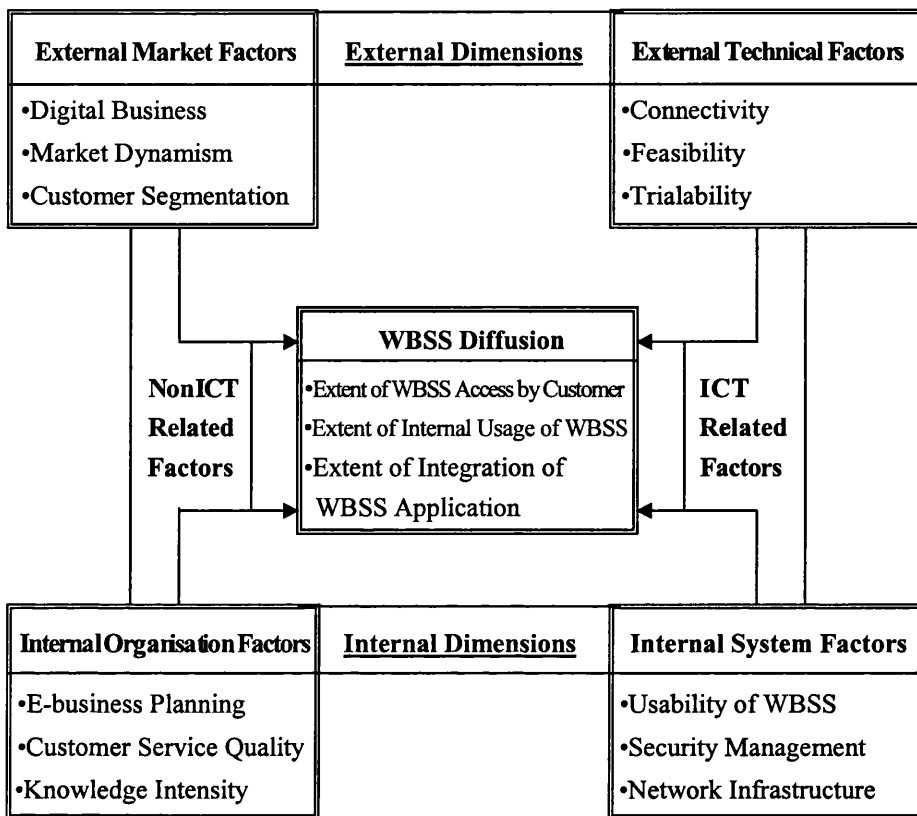 External Market Factors
•Digital Business
•Market Dynamism
•Customer Segmentation
External Dimensions
External Technical Factors
•Connectivity
•Feasibility
•Trialability
NonICT
Related
Factors
WBSS Diffusion
•Extent of WBSS Access by Customer
•Extent of Internal Usage of WBSS
•Extent of Integration of
WBSS Application
ICT
Related
Factors
Internal Organisation Factors
•E-business Planning
•Customer Service Quality
•Knowledge Intensity
Internal Dimensions
Internal System Factors
•Usability of WBSS
•Security Management
•Network Infrastructure